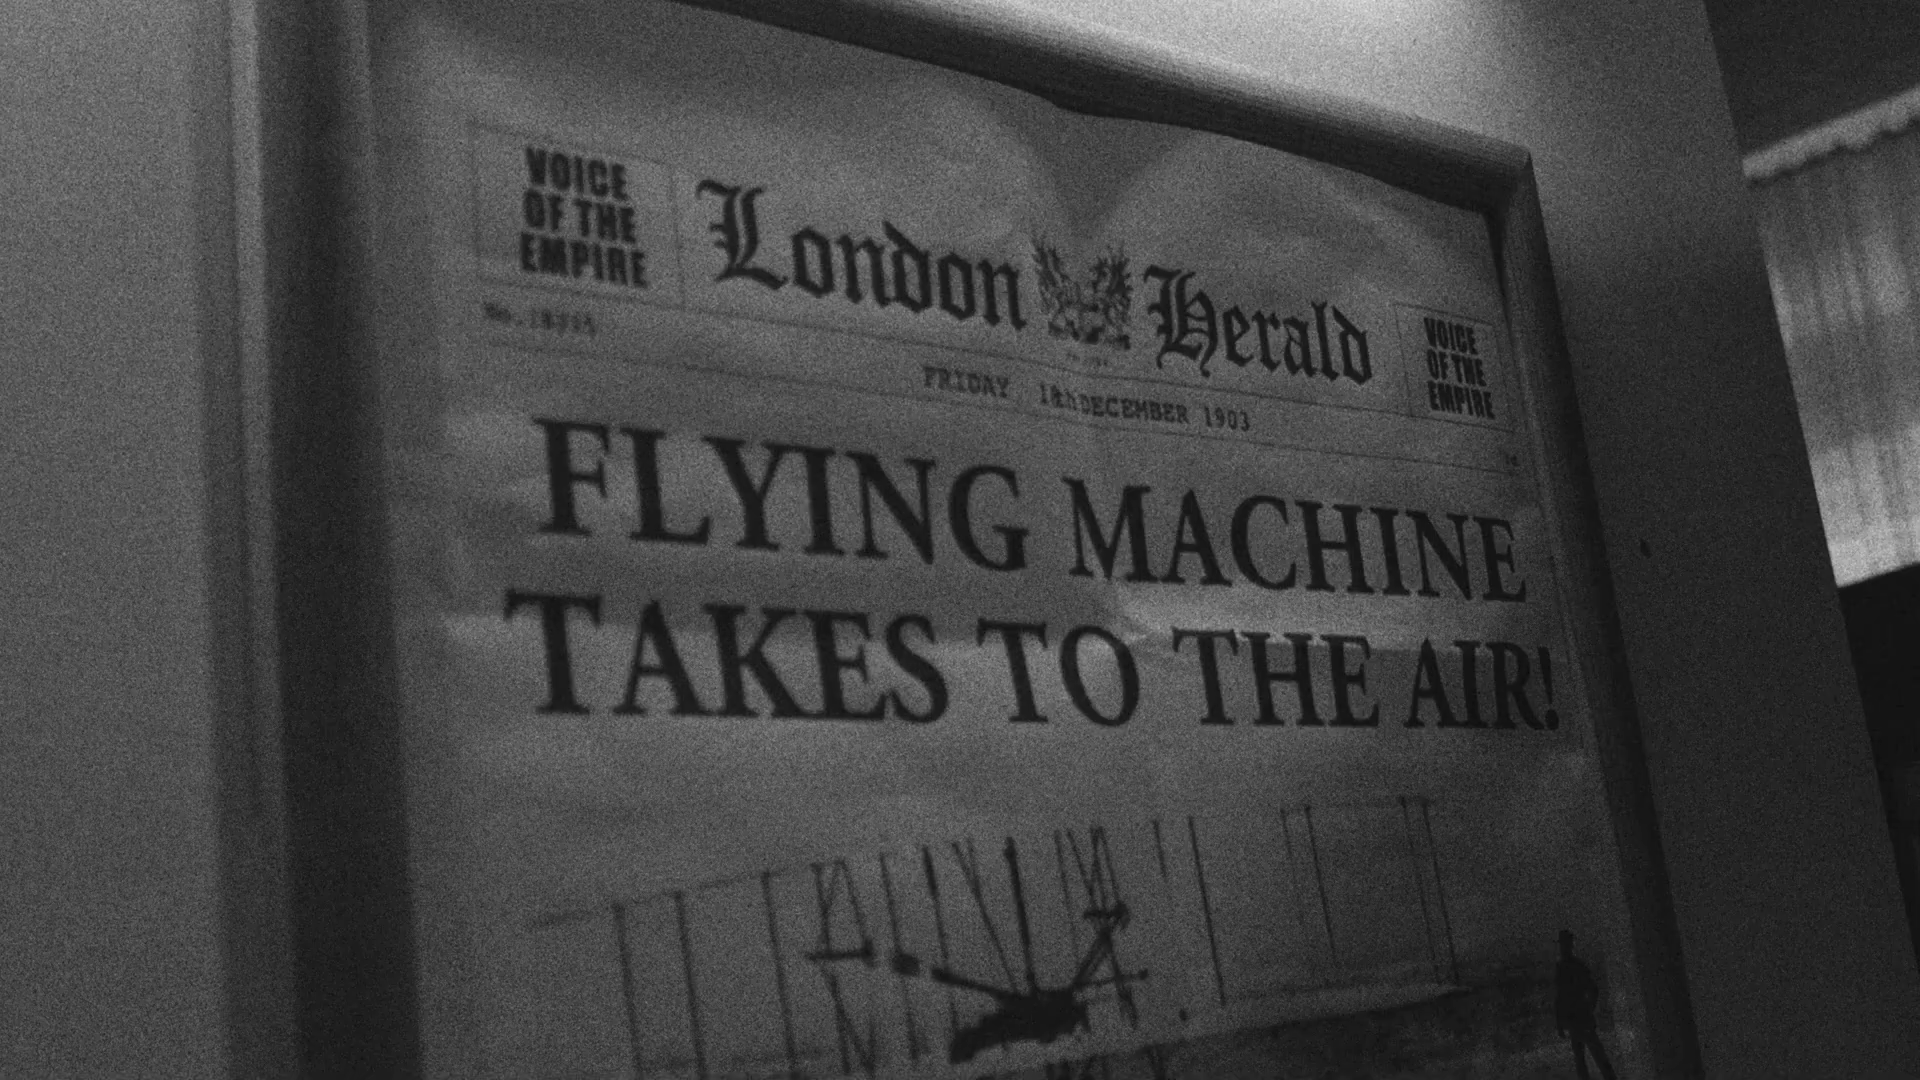 VOICE
OF THE
EMPIRE
London Herald
VOICE
OF THE
EMPIRE
FRIDAY 18th DECEMBER 1903
FLYING MACHINE
TAKES TO THE AIR!